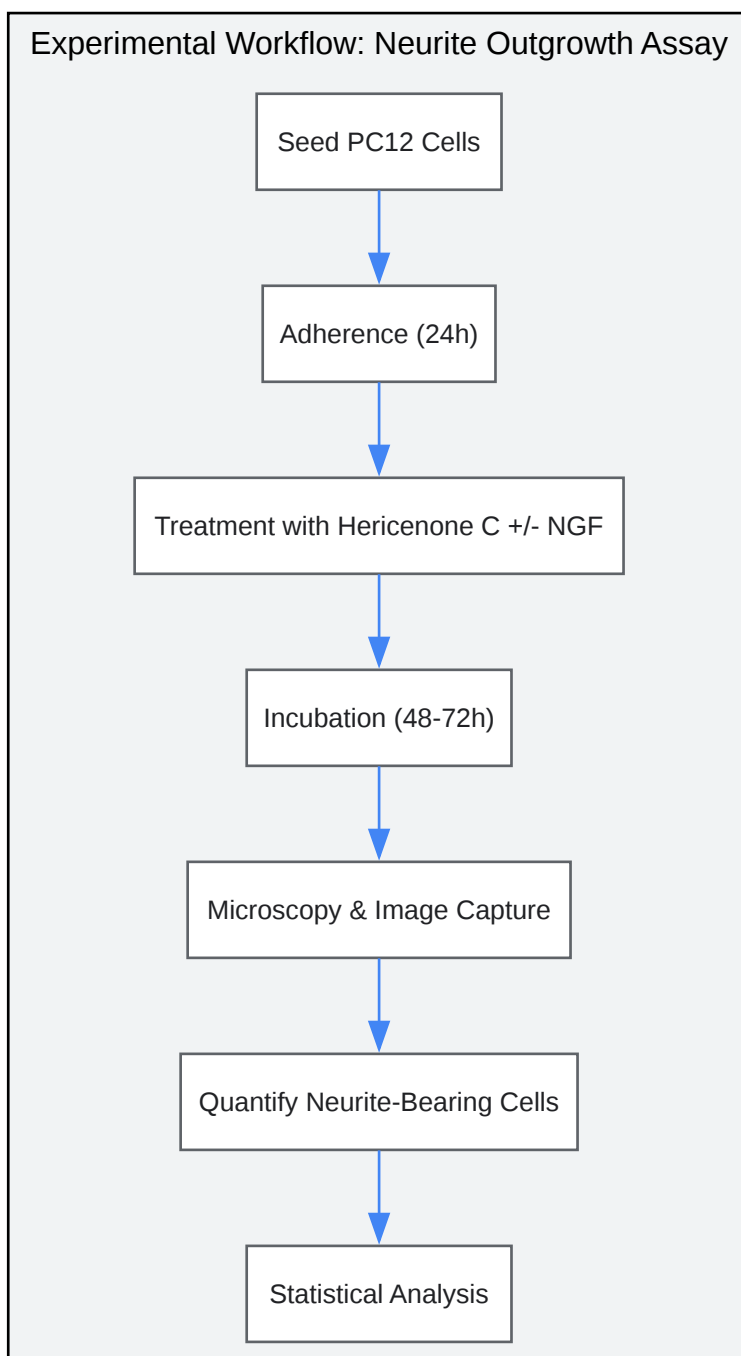 Experimental Workflow: Neurite Outgrowth Assay
Seed PC12 Cells
Adherence (24h)
Treatment with Hericenone C +/- NGF
Incubation (48-72h)
Microscopy & Image Capture
Quantify Neurite-Bearing Cells
Statistical Analysis